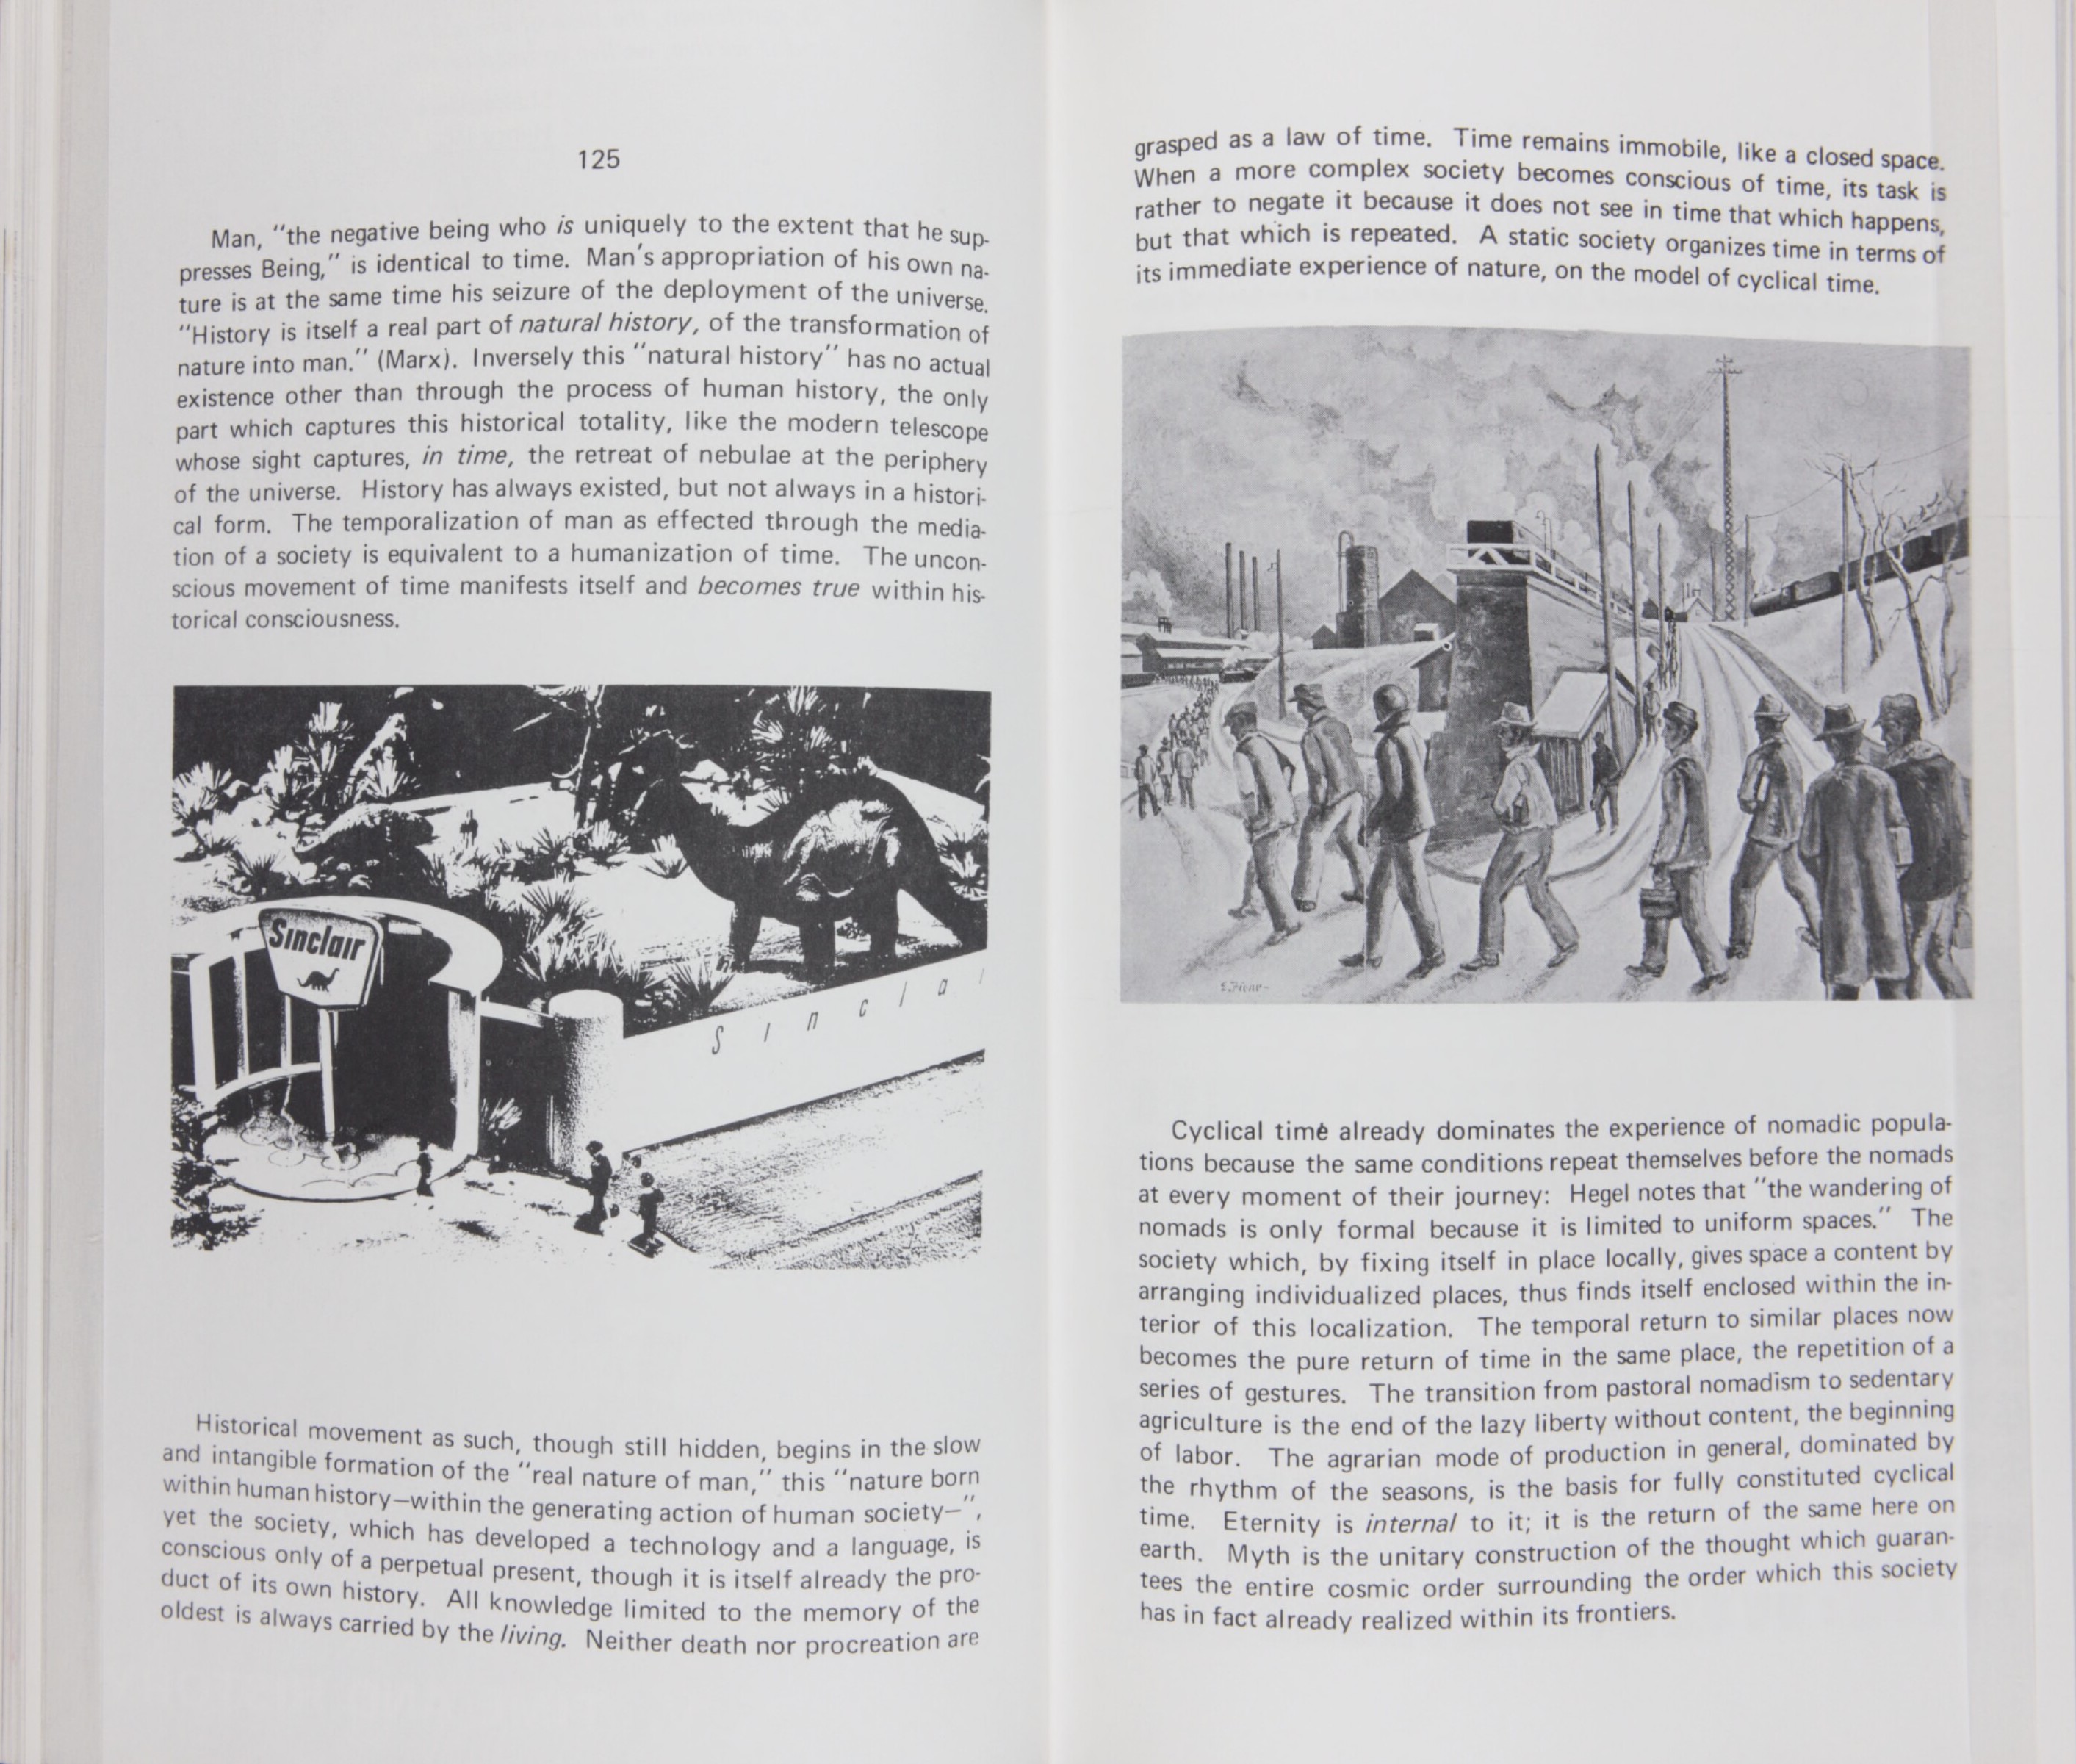 125
Man, "the negative being who is uniquely to the extent that he sup-
presses Being," is identical to time. Man's appropriation of his own na-
ture is at the same time his seizure of the deployment of the universe.
"History is itself a real part of natural history, of the transformation of
nature into man." (Marx). Inversely this "natural history" has no actual
existence other than through the process of human history, the only
part which captures this historical totality, like the modern telescope
whose sight captures, in time, the retreat of nebulae at the periphery
of the universe. History has always existed, but not always in a histori-
cal form. The temporalization of man as effected through the media-
tion of a society is equivalent to a humanization of time. The uncon-
scious movement of time manifests itself and becomes true within his-
torical consciousness.
Sinclair
Sinclai
Historical movement as such, though still hidden, begins in the slow
and intangible formation of the "real nature of man," this "nature born
within human history—within the generating action of human society—",
yet the society, which has developed a technology and a language, is
conscious only of a perpetual present, though it is itself already the pro-
duct of its own history. All knowledge limited to the memory of the
oldest is always carried by the living. Neither death nor procreation are
grasped as a law of time. Time remains immobile, like a closed space.
When a more complex society becomes conscious of time, its task is
rather to negate it because it does not see in time that which happens,
but that which is repeated. A static society organizes time in terms of
its immediate experience of nature, on the model of cyclical time.
Cyclical time already dominates the experience of nomadic popula-
tions because the same conditions repeat themselves before the nomads
at every moment of their journey: Hegel notes that "the wandering of
nomads is only formal because it is limited to uniform spaces." The
society which, by fixing itself in place locally, gives space a content by
arranging individualized places, thus finds itself enclosed within the in-
terior of this localization. The temporal return to similar places now
becomes the pure return of time in the same place, the repetition of a
series of gestures. The transition from pastoral nomadism to sedentary
agriculture is the end of the lazy liberty without content, the beginning
of labor. The agrarian mode of production in general, dominated by
the rhythm of the seasons, is the basis for fully constituted cyclical
time. Eternity is internal to it; it is the return of the same here on
earth. Myth is the unitary construction of the thought which guaran-
tees the entire cosmic order surrounding the order which this society
has in fact already realized within its frontiers.